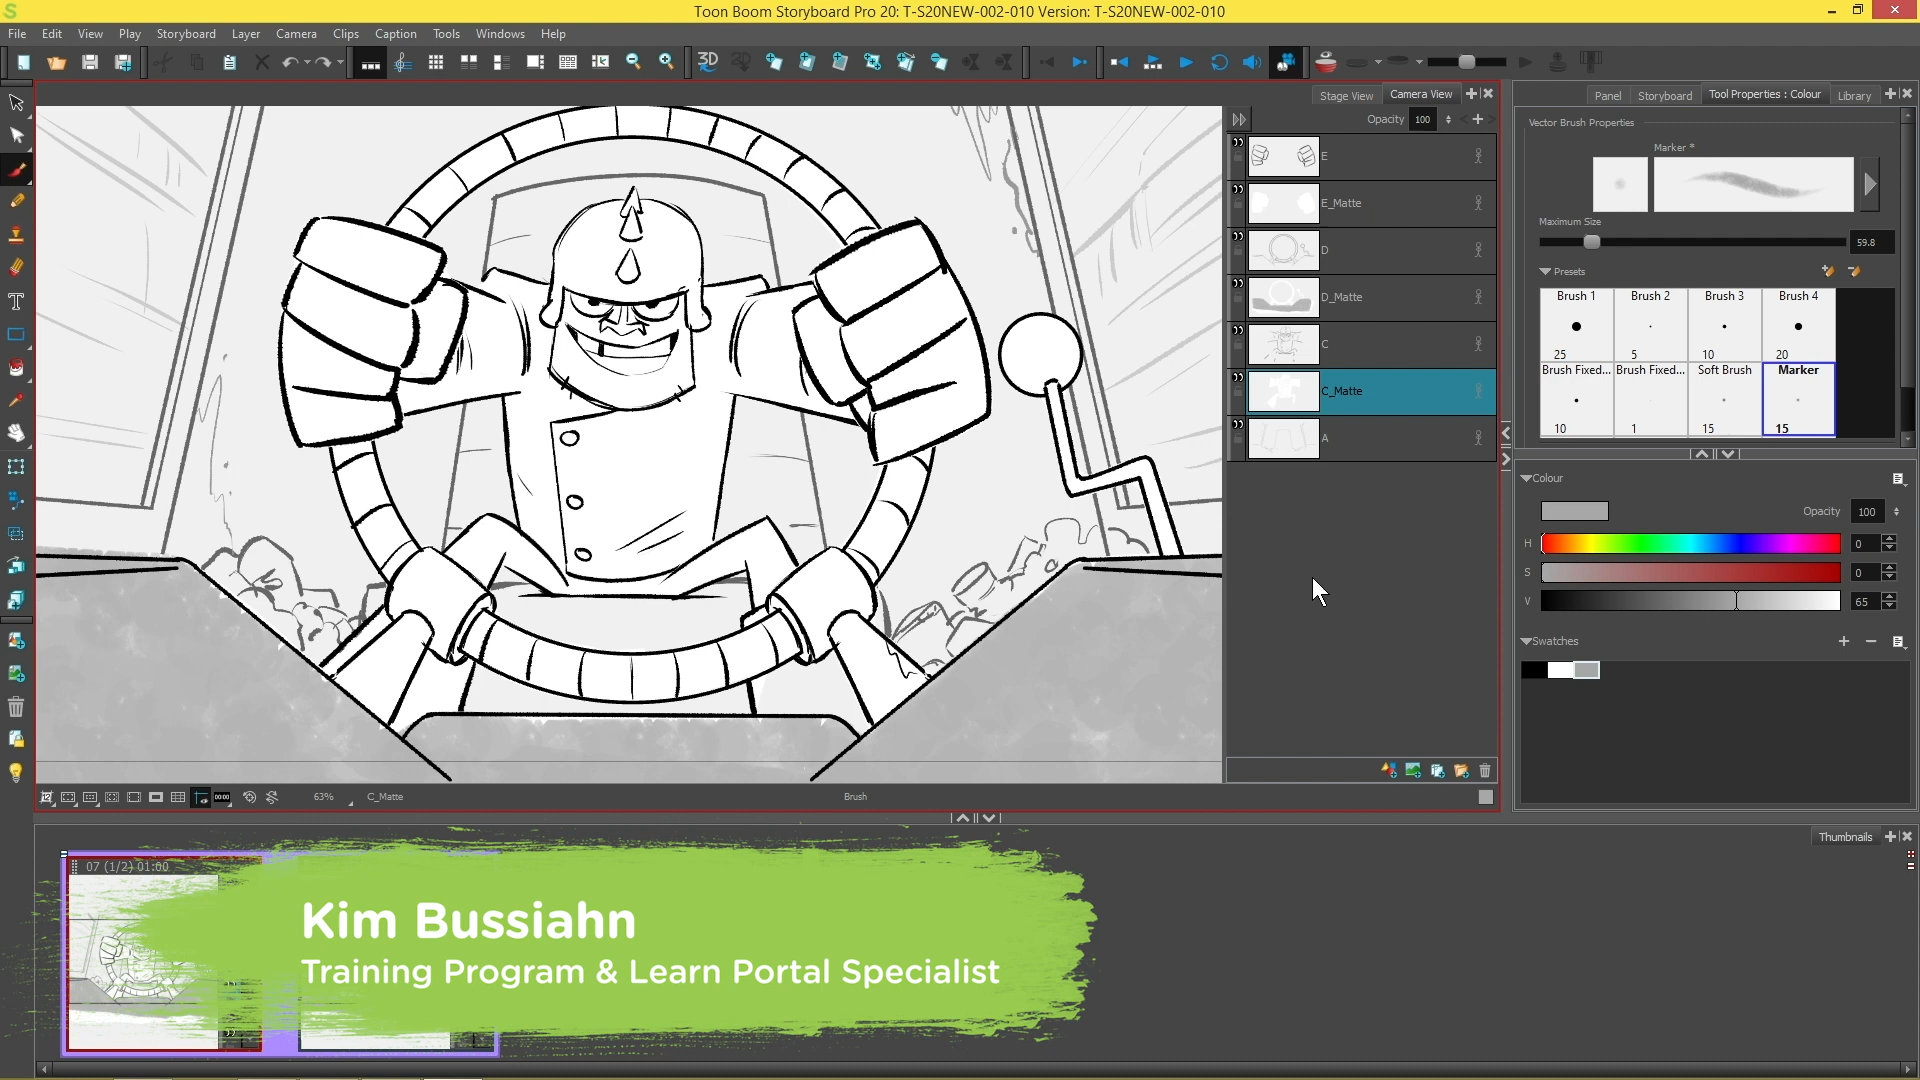 Toon Boom Storyboard Pro 20: T-S20NEW-002-010 Version: T-S20NEW-002-010
File Edit View Play Storyboard Layer Camera Clips Caption Tools Windows Help
3D
Stage View Camera View
Panel Storyboard Tool Properties : Colour Library
Opacity 100
Vector Brush Properties
Marker *
E
E_Matte
Maximum Size
59.8
D
Presets
D_Matte
Brush 1 Brush 2 Brush 3 Brush 4
25 5 10 20
C
Brush Fixed... Brush Fixed... Soft Brush Marker
C_Matte
10 1 15 15
A
Colour
Opacity 100
H 0
S 0
V 65
Swatches
63% C_Matte Brush
Thumbnails
07 (1/2) 01:00
Kim Bussiahn
Training Program & Learn Portal Specialist